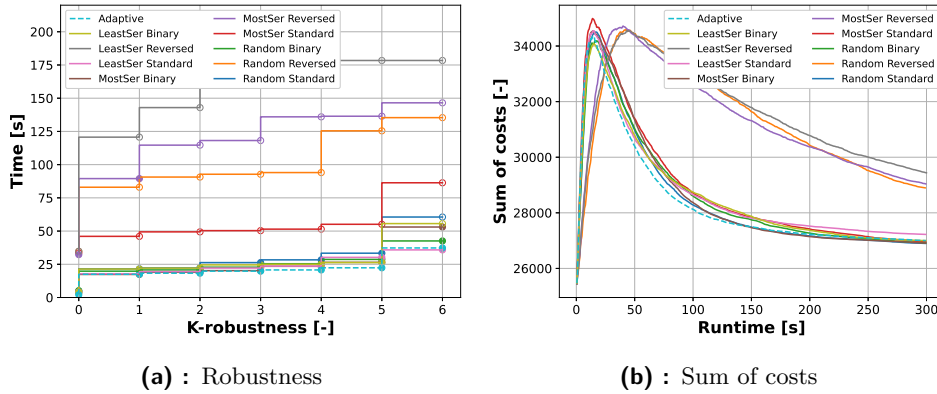 Time [s]
200
175
150
125
100
75
50
25
0
Adaptive
LeastSer Binary
LeastSer Reversed
LeastSer Standard
MostSer Binary
MostSer Reversed
MostSer Standard
Random Binary
Random Reversed
Random Standard
0 1 2 3 4 5 6
K-robustness [-]
(a) : Robustness
Sum of costs [-]
34000
32000
30000
28000
26000
Adaptive
LeastSer Binary
LeastSer Reversed
LeastSer Standard
MostSer Binary
MostSer Reversed
MostSer Standard
Random Binary
Random Reversed
Random Standard
0 50 100 150 200 250 300
Runtime [s]
(b) : Sum of costs